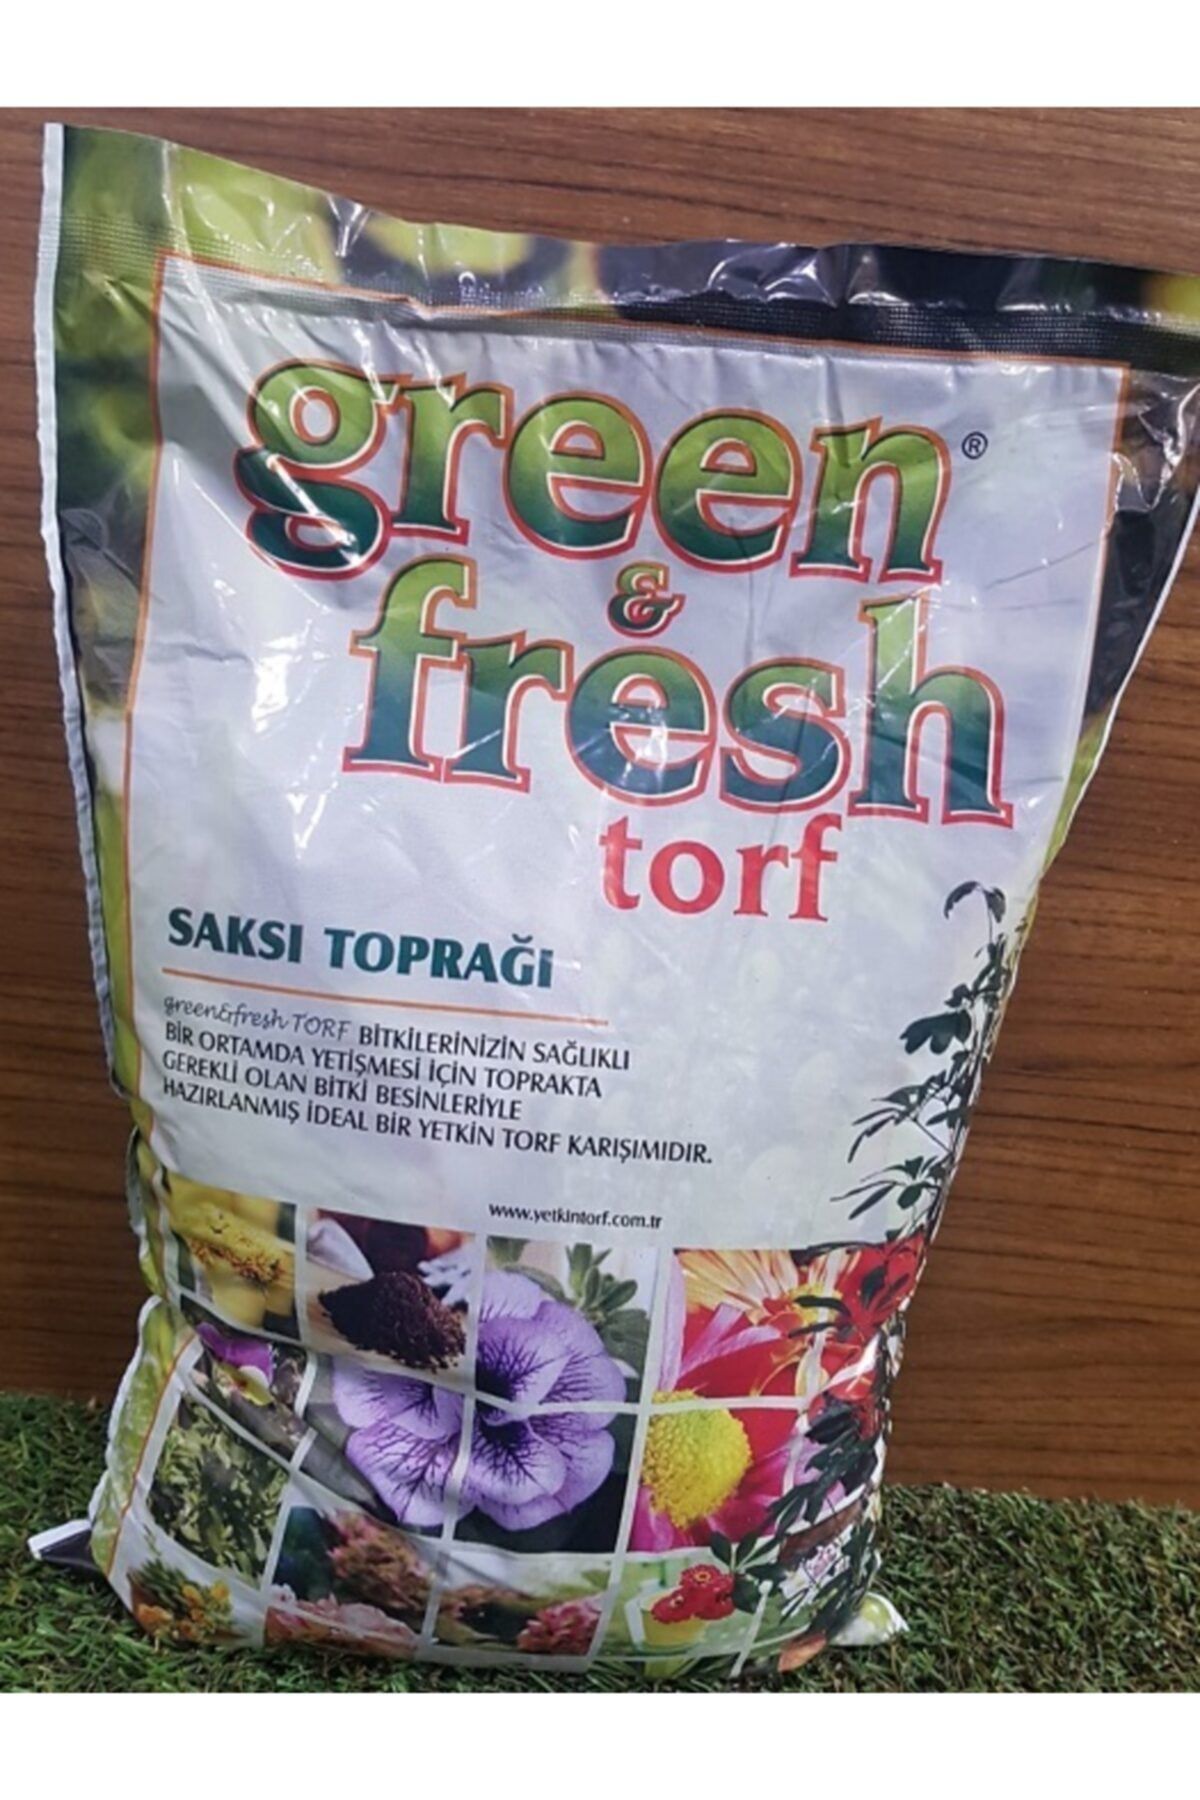 green®
&
fresh
torf
SAKSI TOPRAĞI
green&fresh TORF BİTKİLERİNİZİN SAĞLIKLI
BİR ORTAMDA YETİŞMESİ İÇİN TOPRAKTA
GEREKLİ OLAN BİTKİ BESİNLERİYLE
HAZIRLANMIŞ İDEAL BİR YETKİN TORF KARIŞIMIDIR.
www.yetkintorf.com.tr